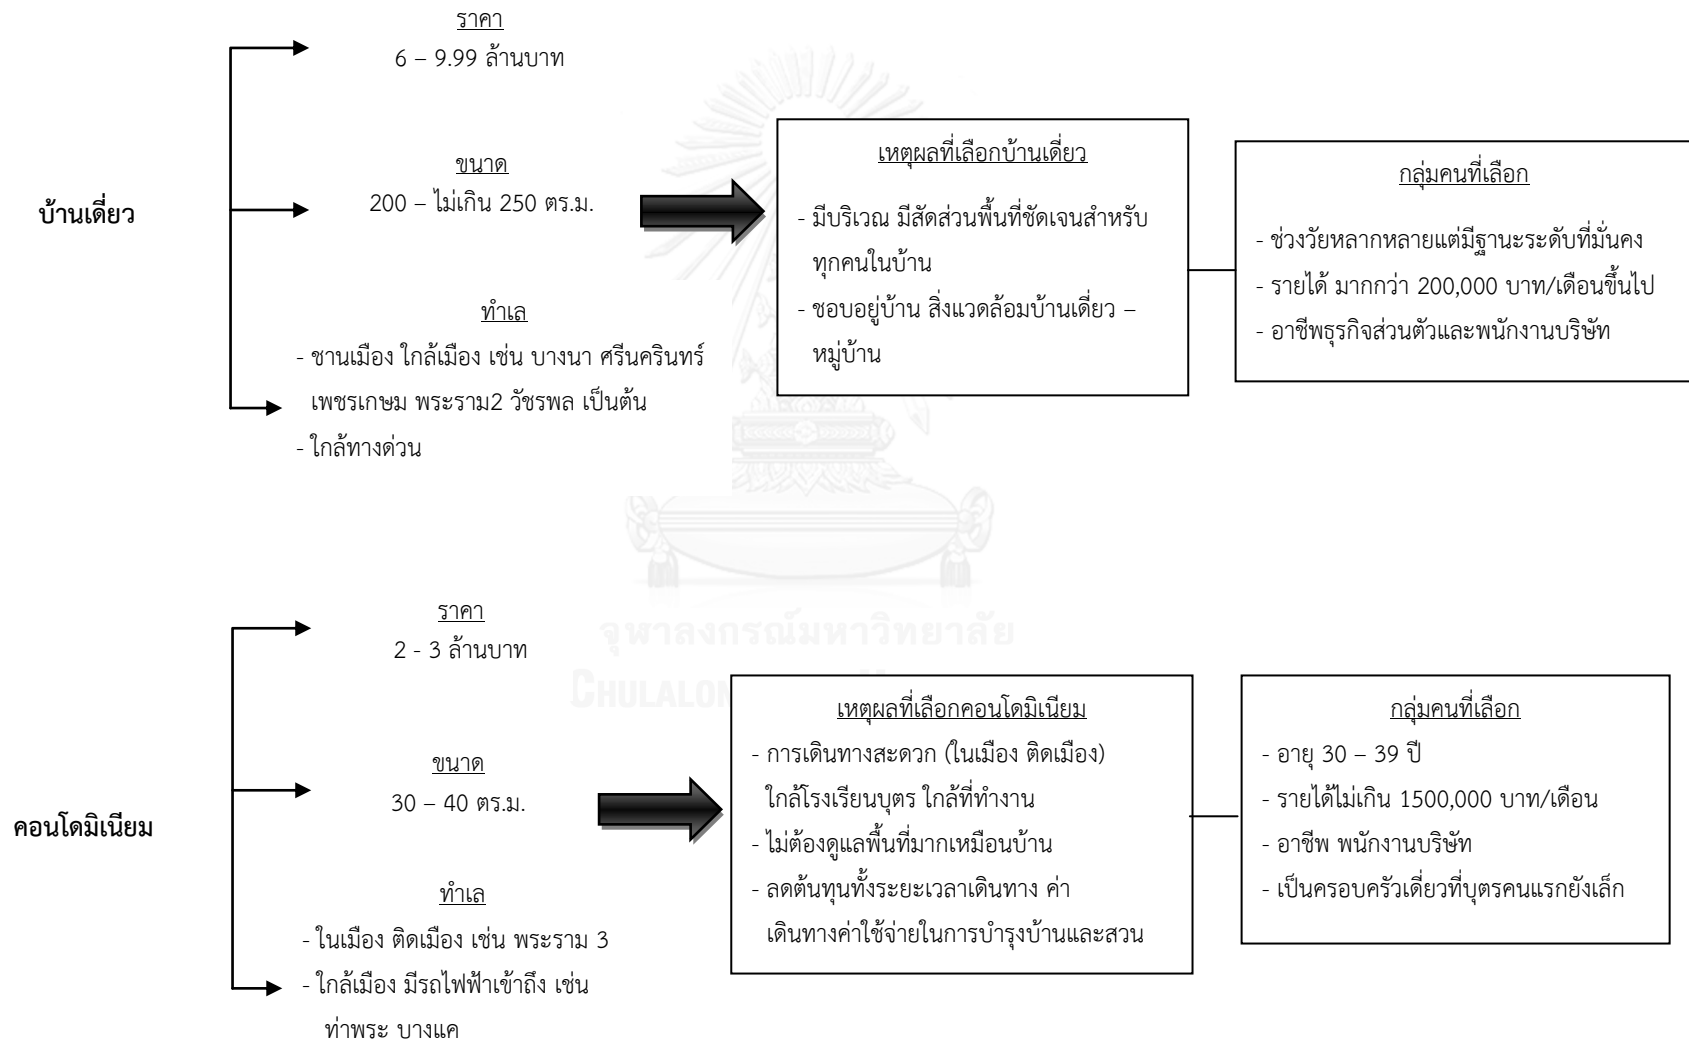 บ้านเดี่ยว
ราคา
6 – 9.99 ล้านบาท
ขนาด
200 – ไม่เกิน 250 ตร.ม.
ทำเล
- ชานเมือง ใกล้เมือง เช่น บางนา ศรีนครินทร์
เพชรเกษม พระราม2 วัชรพล เป็นต้น
- ใกล้ทางด่วน
เหตุผลที่เลือกบ้านเดี่ยว
- มีบริเวณ มีสัดส่วนพื้นที่ชัดเจนสำหรับ
ทุกคนในบ้าน
- ชอบอยู่บ้าน สิ่งแวดล้อมบ้านเดี่ยว –
หมู่บ้าน
กลุ่มคนที่เลือก
- ช่วงวัยหลากหลายแต่มีฐานะระดับที่มั่นคง
- รายได้ มากกว่า 200,000 บาท/เดือนขึ้นไป
- อาชีพธุรกิจส่วนตัวและพนักงานบริษัท
จุฬาลงกรณ์มหาวิทยาลัย
CHULALON
คอนโดมิเนียม
ราคา
2 - 3 ล้านบาท
ขนาด
30 – 40 ตร.ม.
ทำเล
- ในเมือง ติดเมือง เช่น พระราม 3
- ใกล้เมือง มีรถไฟฟ้าเข้าถึง เช่น
ท่าพระ บางแค
เหตุผลที่เลือกคอนโดมิเนียม
- การเดินทางสะดวก (ในเมือง ติดเมือง)
ใกล้โรงเรียนบุตร ใกล้ที่ทำงาน
- ไม่ต้องดูแลพื้นที่มากเหมือนบ้าน
- ลดต้นทุนทั้งระยะเวลาเดินทาง ค่า
เดินทางค่าใช้จ่ายในการบำรุงบ้านและสวน
กลุ่มคนที่เลือก
- อายุ 30 – 39 ปี
- รายได้ไม่เกิน 1500,000 บาท/เดือน
- อาชีพ พนักงานบริษัท
- เป็นครอบครัวเดี่ยวที่บุตรคนแรกยังเล็ก